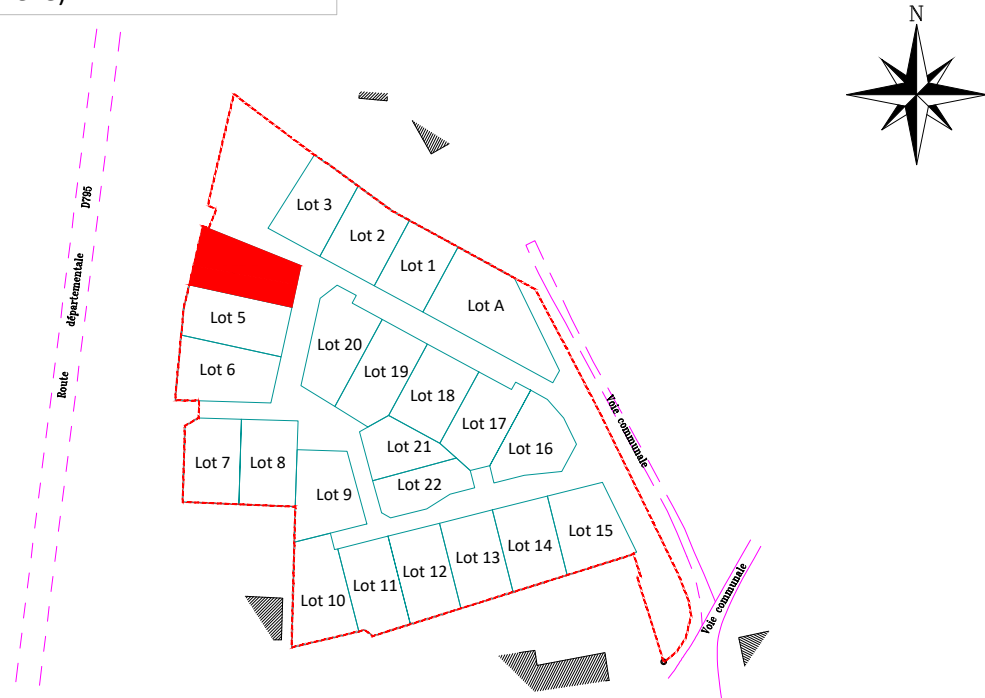 N
D795
départementale
Route
Lot 3
Lot 2
Lot 1
Lot A
Lot 5
Lot 6
Lot 20
Lot 19
Lot 18
Lot 17
Lot 16
Lot 21
Lot 22
Lot 7
Lot 8
Lot 9
Lot 10
Lot 11
Lot 12
Lot 13
Lot 14
Lot 15
Voie communale
Voie communale